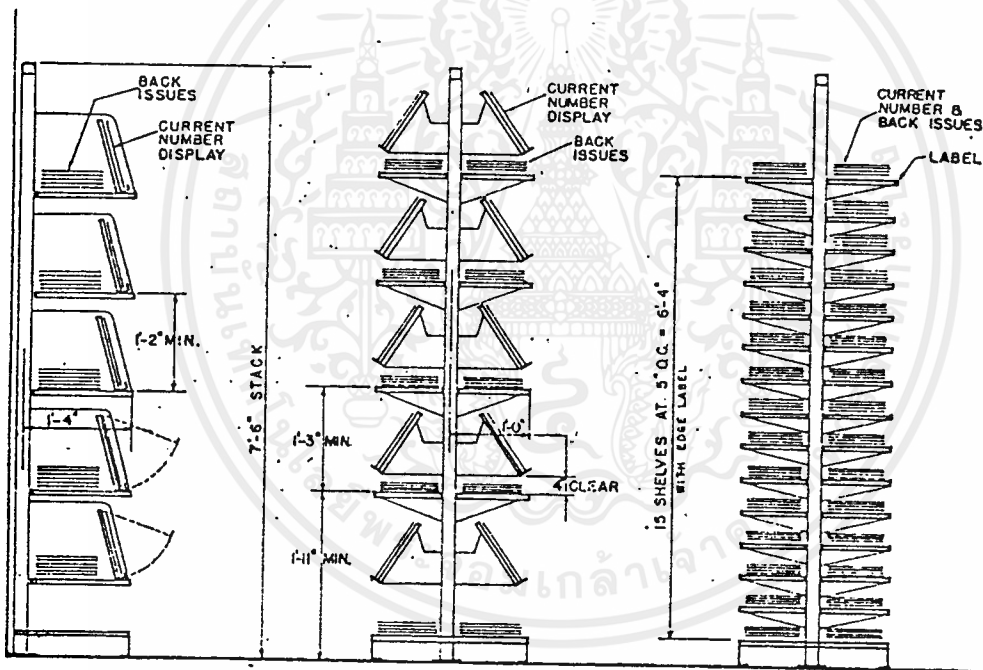 BACK
ISSUES
CURRENT
NUMBER
DISPLAY
1'-2" MIN.
1'-4"
7'-6" STACK
CURRENT
NUMBER
DISPLAY
BACK
ISSUES
1'-3" MIN.
1'-0"
4" CLEAR
1'-11" MIN.
CURRENT
NUMBER &
BACK ISSUES
LABEL
15 SHELVES AT 5" O.C. = 6'-4"
WITH EDGE LABEL